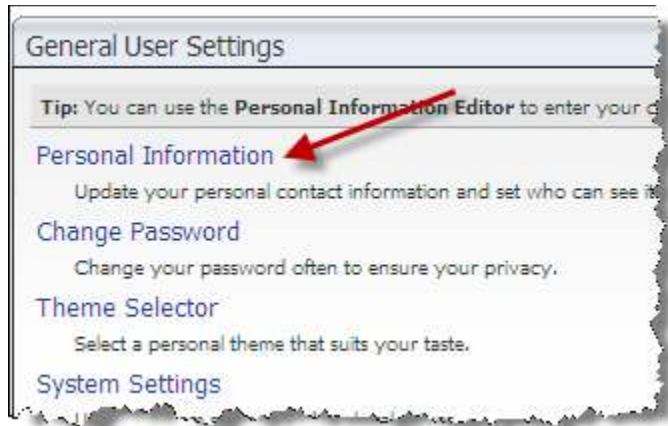 General User Settings
Tip: You can use the Personal Information Editor to enter your
Personal Information
Update your personal contact information and set who can see
Change Password
Change your password often to ensure your privacy.
Theme Selector
Select a personal theme that suits your taste.
System Settings